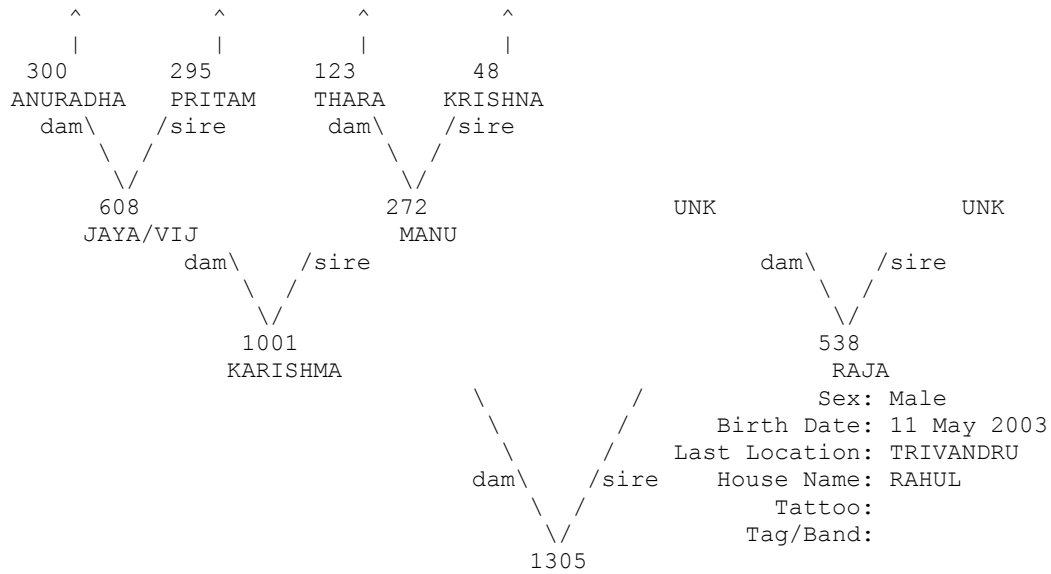 ^ ^ ^ ^
| | | |
300 295 123 48
ANURADHA PRITAM THARA KRISHNA
dam\ /sire dam\ /sire
\ / \ /
\/ \/
608 272 UNK UNK
JAYA/VIJ MANU
dam\ /sire dam\ /sire
\ / \ /
\/ \/
1001 538
KARISHMA RAJA
\ / Sex: Male
\ / Birth Date: 11 May 2003
\ / Last Location: TRIVANDRU
dam\ /sire House Name: RAHUL
\ / Tattoo:
\/ Tag/Band:
1305